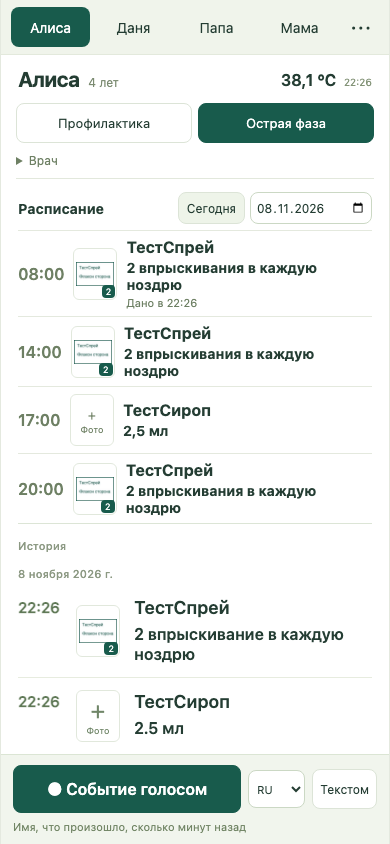 Алиса Даня Папа Мама ...
Алиса 4 лет 38,1 °C 22:26
Профилактика Острая фаза
▶ Врач
Расписание Сегодня 08.11.2026
08:00 ТестСпрей
2 впрыскивания в каждую
ноздрю
2
Дано в 22:26
14:00 ТестСпрей
2 впрыскивания в каждую
ноздрю
2
17:00 + Фото ТестСироп
2,5 мл
20:00 ТестСпрей
2 впрыскивания в каждую
ноздрю
2
История
8 ноября 2026 г.
22:26 ТестСпрей
2 впрыскивание в каждую
ноздрю
2
22:26 ТестСироп
+ Фото 2.5 мл
Событие голосом RU Текстом
Имя, что произошло, сколько минут назад